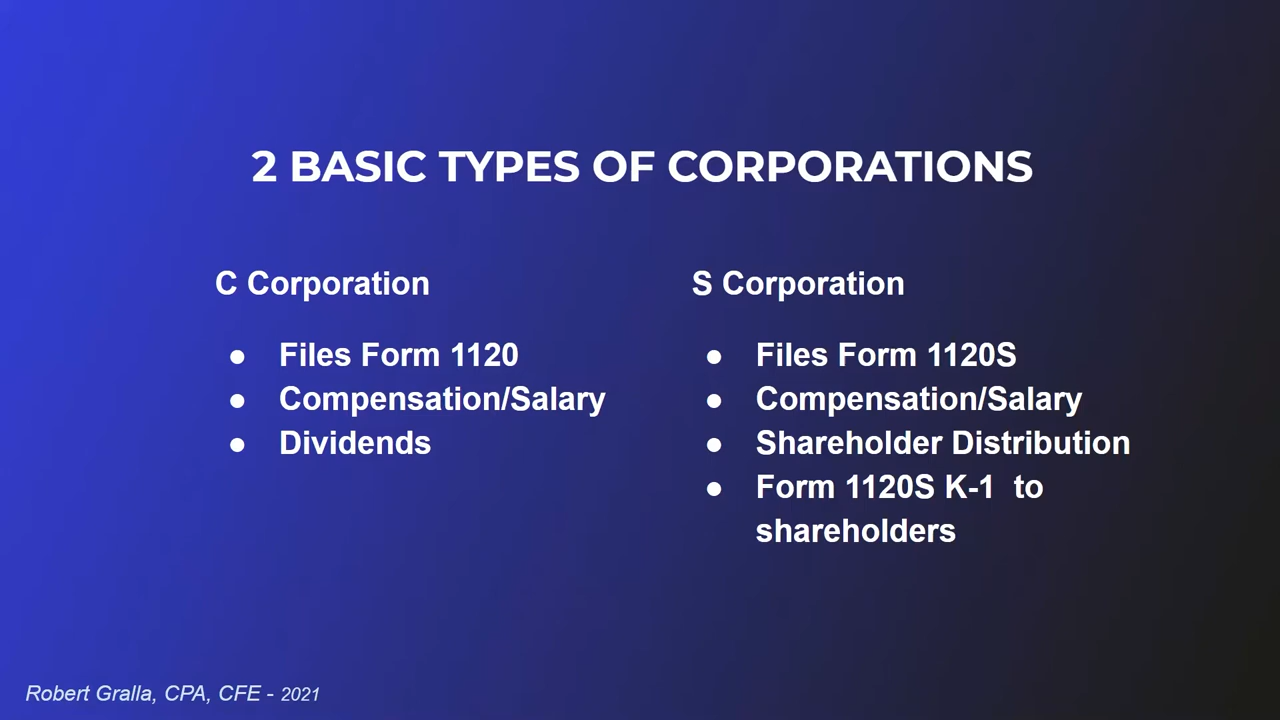 2 BASIC TYPES OF CORPORATIONS
C Corporation
● Files Form 1120
● Compensation/Salary
● Dividends
S Corporation
● Files Form 1120S
● Compensation/Salary
● Shareholder Distribution
● Form 1120S K-1 to
shareholders
Robert Gralla, CPA, CFE - 2021